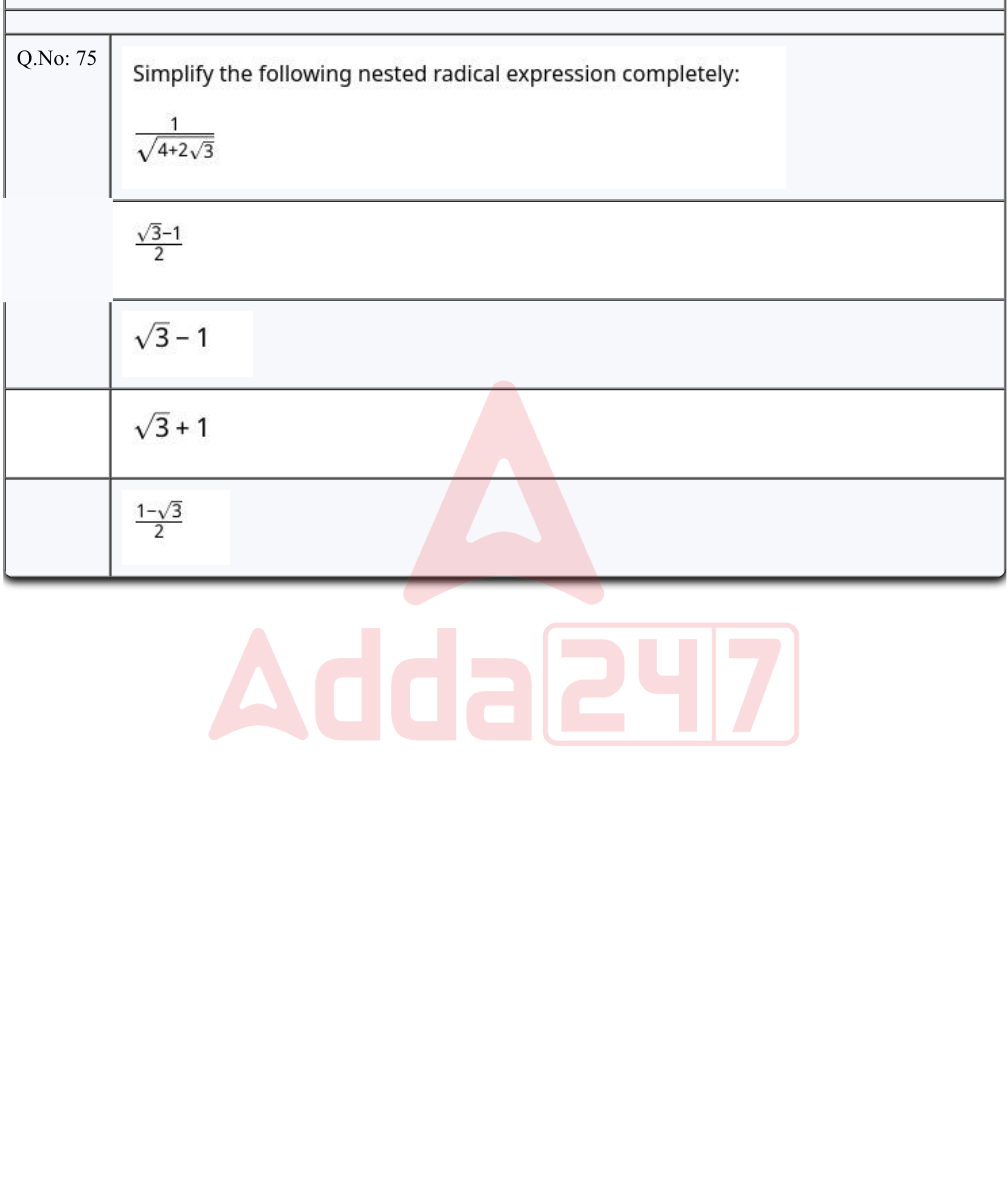 Q.No: 75
Simplify the following nested radical expression completely:
1
√4+2√3
√3−1
2
√3 − 1
√3 + 1
1−√3
2
Adda247